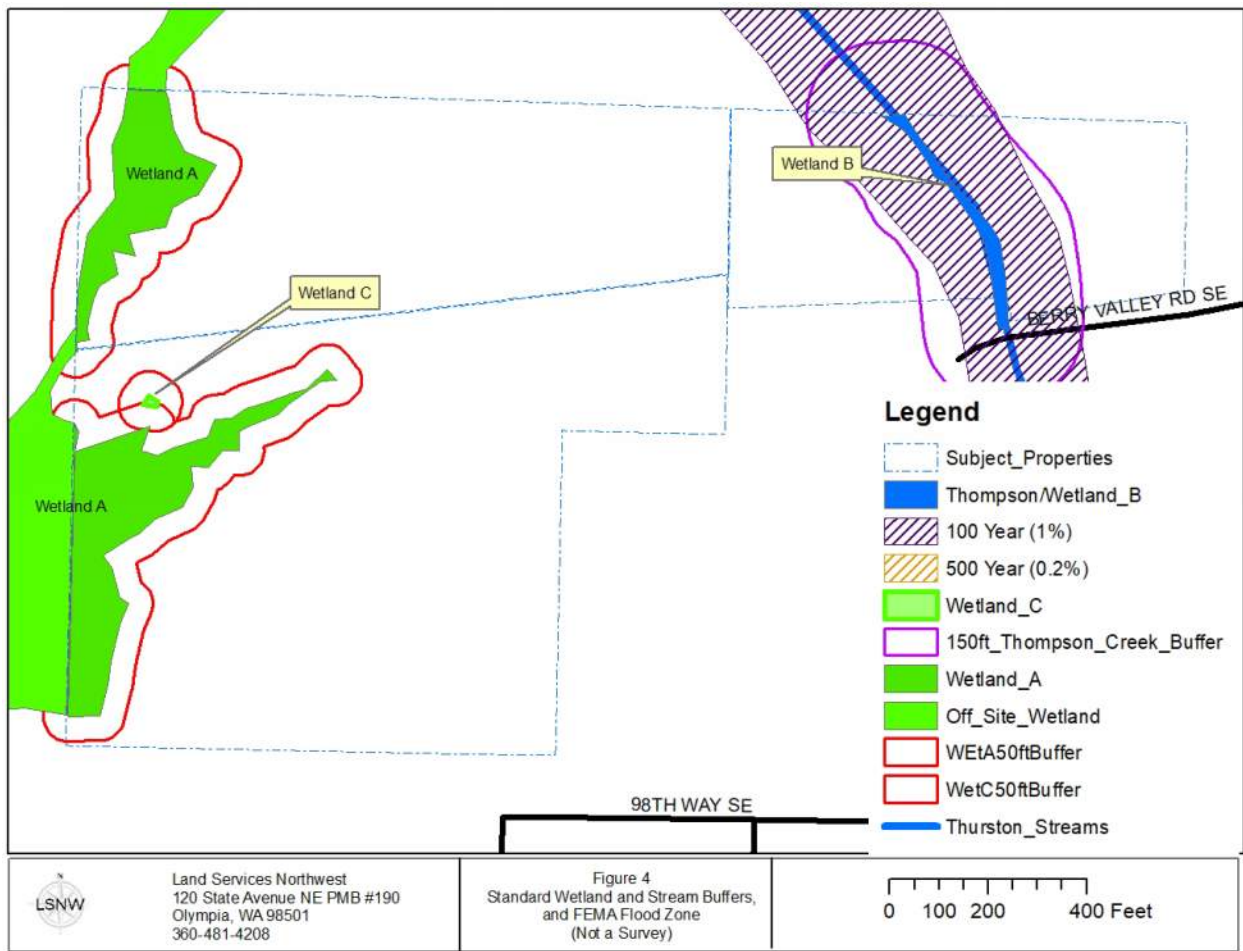 Wetland A
Wetland B
Wetland C
BERRY VALLEY RD SE
Wetland A
98TH WAY SE
Legend
Subject_Properties
Thompson/Wetland_B
100 Year (1%)
500 Year (0.2%)
Wetland_C
150ft_Thompson_Creek_Buffer
Wetland_A
Off_Site_Wetland
WEtA50ftBuffer
WetC50ftBuffer
Thurston_Streams
N
LSNW
Land Services Northwest
120 State Avenue NE PMB #190
Olympia, WA 98501
360-481-4208
Figure 4
Standard Wetland and Stream Buffers,
and FEMA Flood Zone
(Not a Survey)
0 100 200 400 Feet